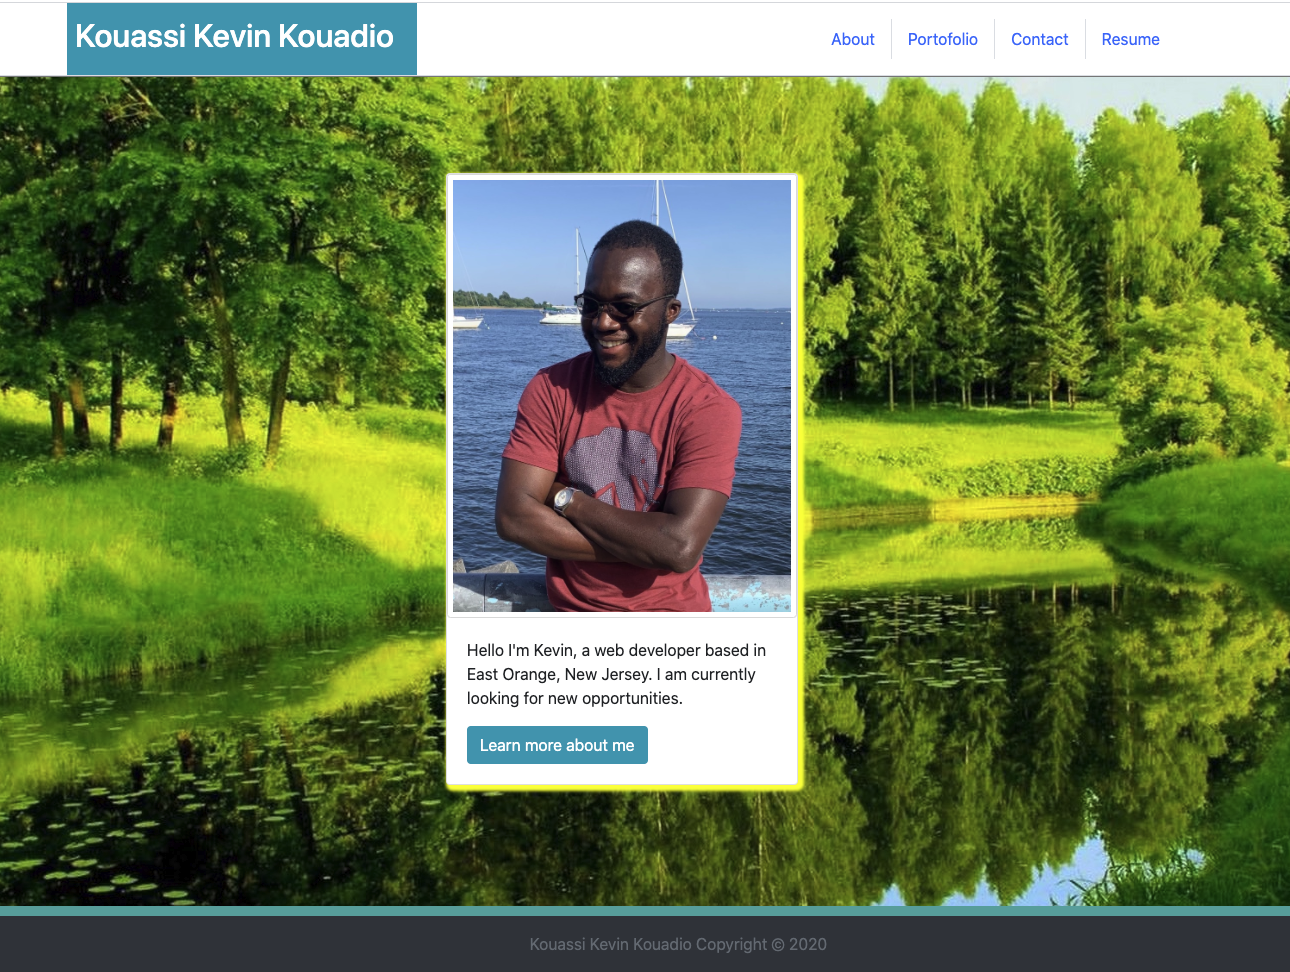 Kouassi Kevin Kouadio
About Portofolio Contact Resume
Hello I'm Kevin, a web developer based in
East Orange, New Jersey. I am currently
looking for new opportunities.
Learn more about me
Kouassi Kevin Kouadio Copyright © 2020